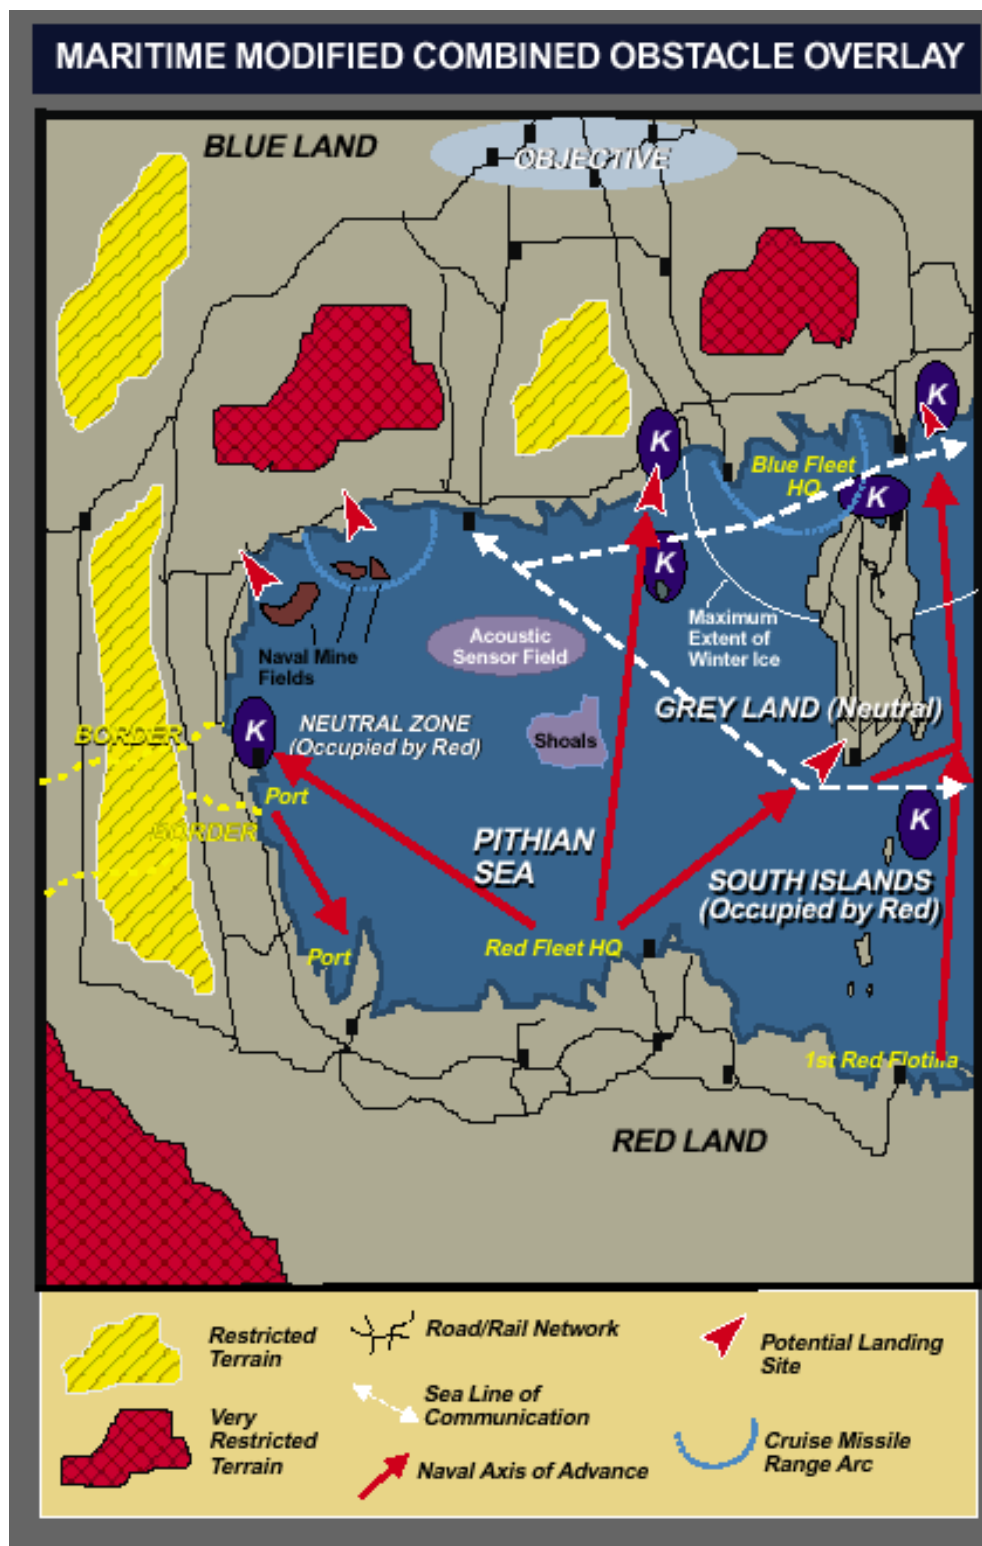 MARITIME MODIFIED COMBINED OBSTACLE OVERLAY
BLUE LAND
OBJECTIVE
K
K
Blue Fleet
HQ
K
K
Maximum
Extent of
Winter Ice
Acoustic
Sensor Field
Naval Mine
Fields
GREY LAND (Neutral)
K
NEUTRAL ZONE
(Occupied by Red)
Shoals
BORDER
Port
BORDER
K
PITHIAN
SEA
SOUTH ISLANDS
(Occupied by Red)
Port
Red Fleet HQ
1st Red Flotilla
RED LAND
Restricted
Terrain
Very
Restricted
Terrain
Road/Rail Network
Sea Line of
Communication
Naval Axis of Advance
Potential Landing
Site
Cruise Missile
Range Arc